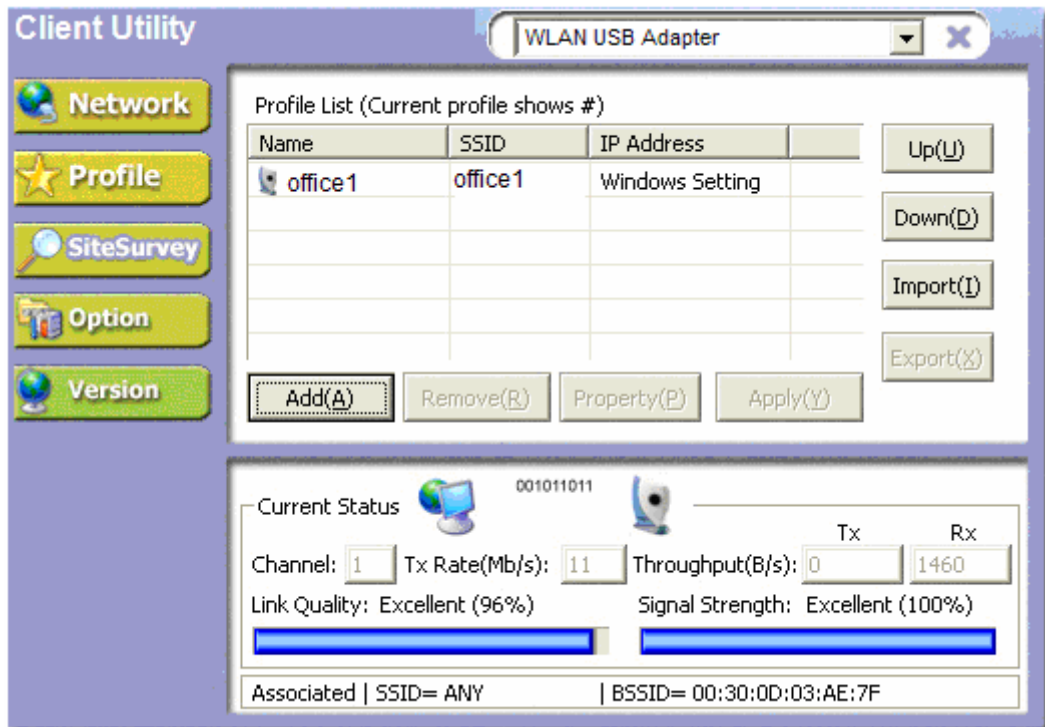 Client Utility
WLAN USB Adapter
Network
Profile
SiteSurvey
Option
Version
Profile List (Current profile shows #)
Name SSID IP Address
office1 office1 Windows Setting
Up(U)
Down(D)
Import(I)
Export(X)
Add(A) Remove(R) Property(P) Apply(Y)
Current Status 001011011
Tx Rx
Channel: 1 Tx Rate(Mb/s): 11 Throughput(B/s): 0 1460
Link Quality: Excellent (96%) Signal Strength: Excellent (100%)
Associated | SSID= ANY | BSSID= 00:30:0D:03:AE:7F